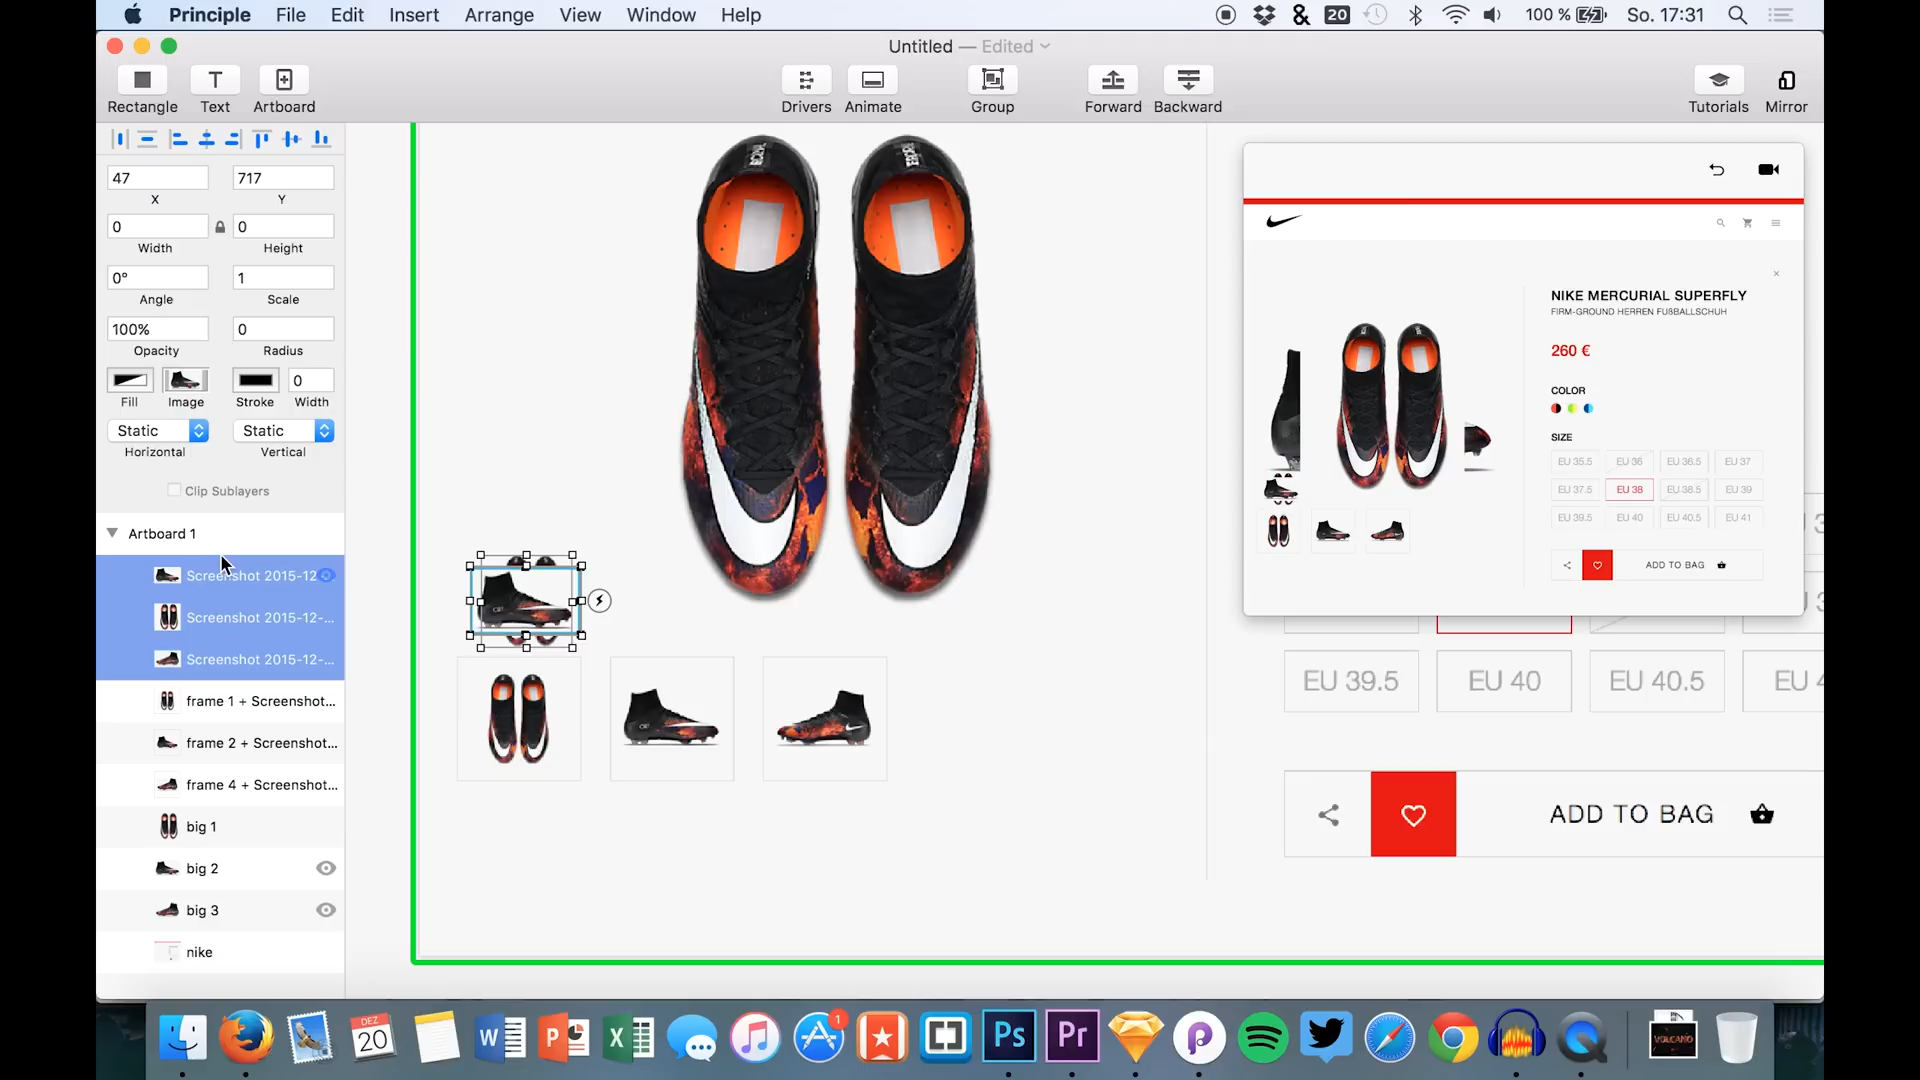 Principle File Edit Insert Arrange View Window Help
20 100 % So. 17:31
Untitled — Edited
Rectangle Text Artboard Drivers Animate Group Forward Backward Tutorials Mirror
47 717
X Y
0 0
Width Height
0° 1
Angle Scale
100% 0
Opacity Radius
0
Fill Image Stroke Width
Static Static
Horizontal Vertical
Clip Sublayers
Artboard 1
Screenshot 2015-12
Screenshot 2015-12-...
Screenshot 2015-12-...
frame 1 + Screenshot...
frame 2 + Screenshot...
frame 4 + Screenshot...
big 1
big 2
big 3
nike
NIKE MERCURIAL SUPERFLY
FIRM-GROUND HERREN FUßBALLSCHUH
260 €
COLOR
SIZE
EU 35.5 EU 36 EU 36.5 EU 37
EU 37.5 EU 38 EU 38.5 EU 39
EU 39.5 EU 40 EU 40.5 EU 41
ADD TO BAG
EU 39.5 EU 40 EU 40.5 EU 4
ADD TO BAG
DEZ
20
1
Ps Pr
VOLCANO